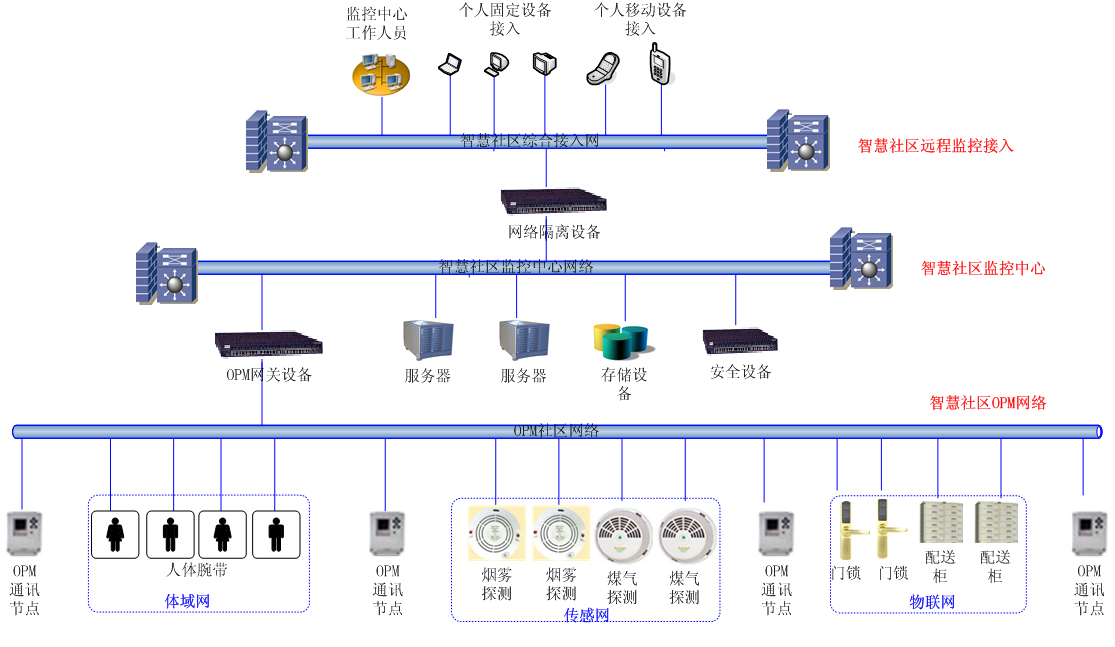 监控中心
工作人员
个人固定设备
接入
个人移动设备
接入
智慧社区综合接入网
智慧社区远程监控接入
网络隔离设备
智慧社区监控中心网络
智慧社区监控中心
OPM网关设备
服务器
服务器
存储设
备
安全设备
智慧社区OPM网络
OPM社区网络
OPM
通讯
节点
人体腕带
体域网
OPM
通讯
节点
烟雾
探测
烟雾
探测
煤气
探测
煤气
探测
传感网
OPM
通讯
节点
门锁
门锁
配送
柜
配送
柜
物联网
OPM
通讯
节点